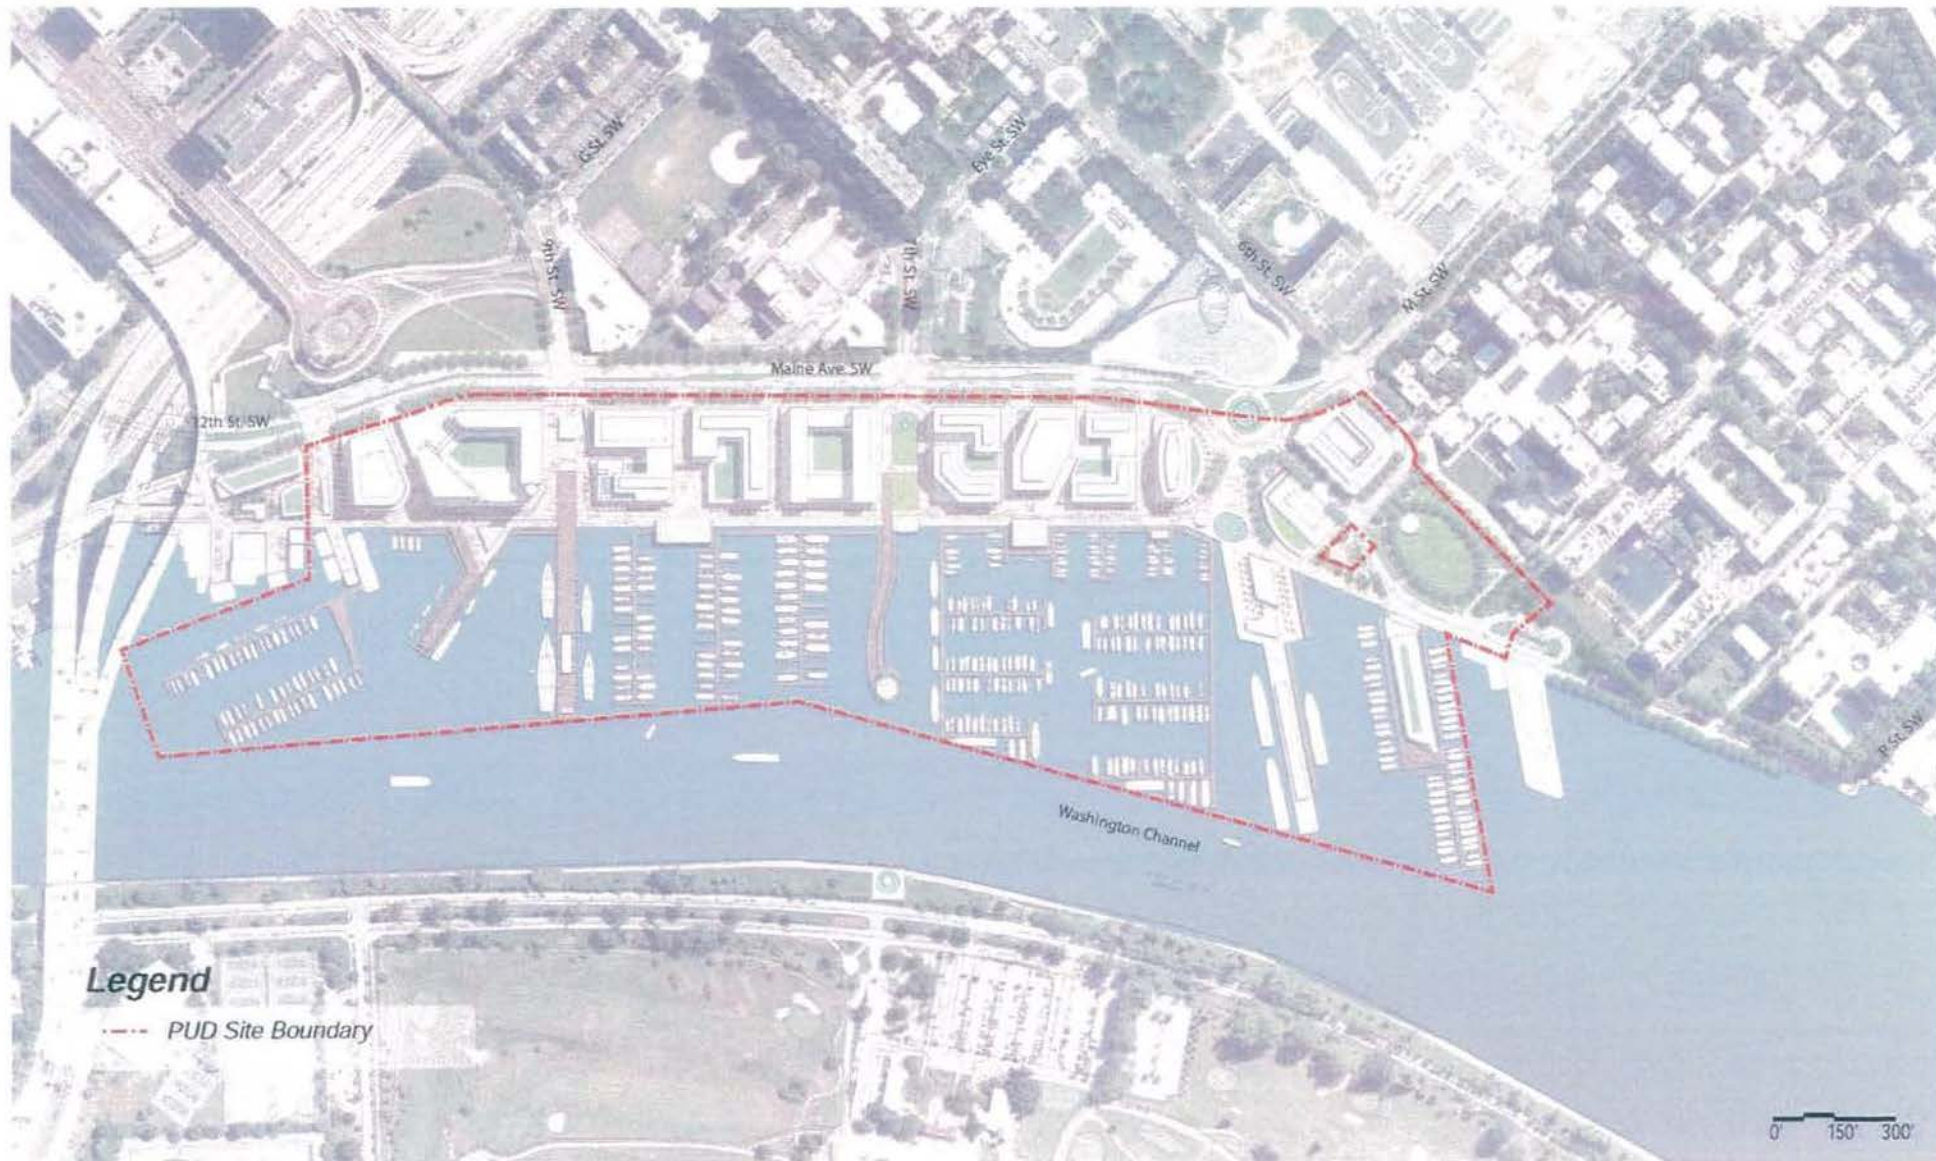 G St. SW
Eye St. SW
9th St. SW
7th St. SW
6th St. SW
M St. SW
Maine Ave. SW
12th St. SW
P St. SW
Washington Channel
Legend
PUD Site Boundary
0' 150' 300'